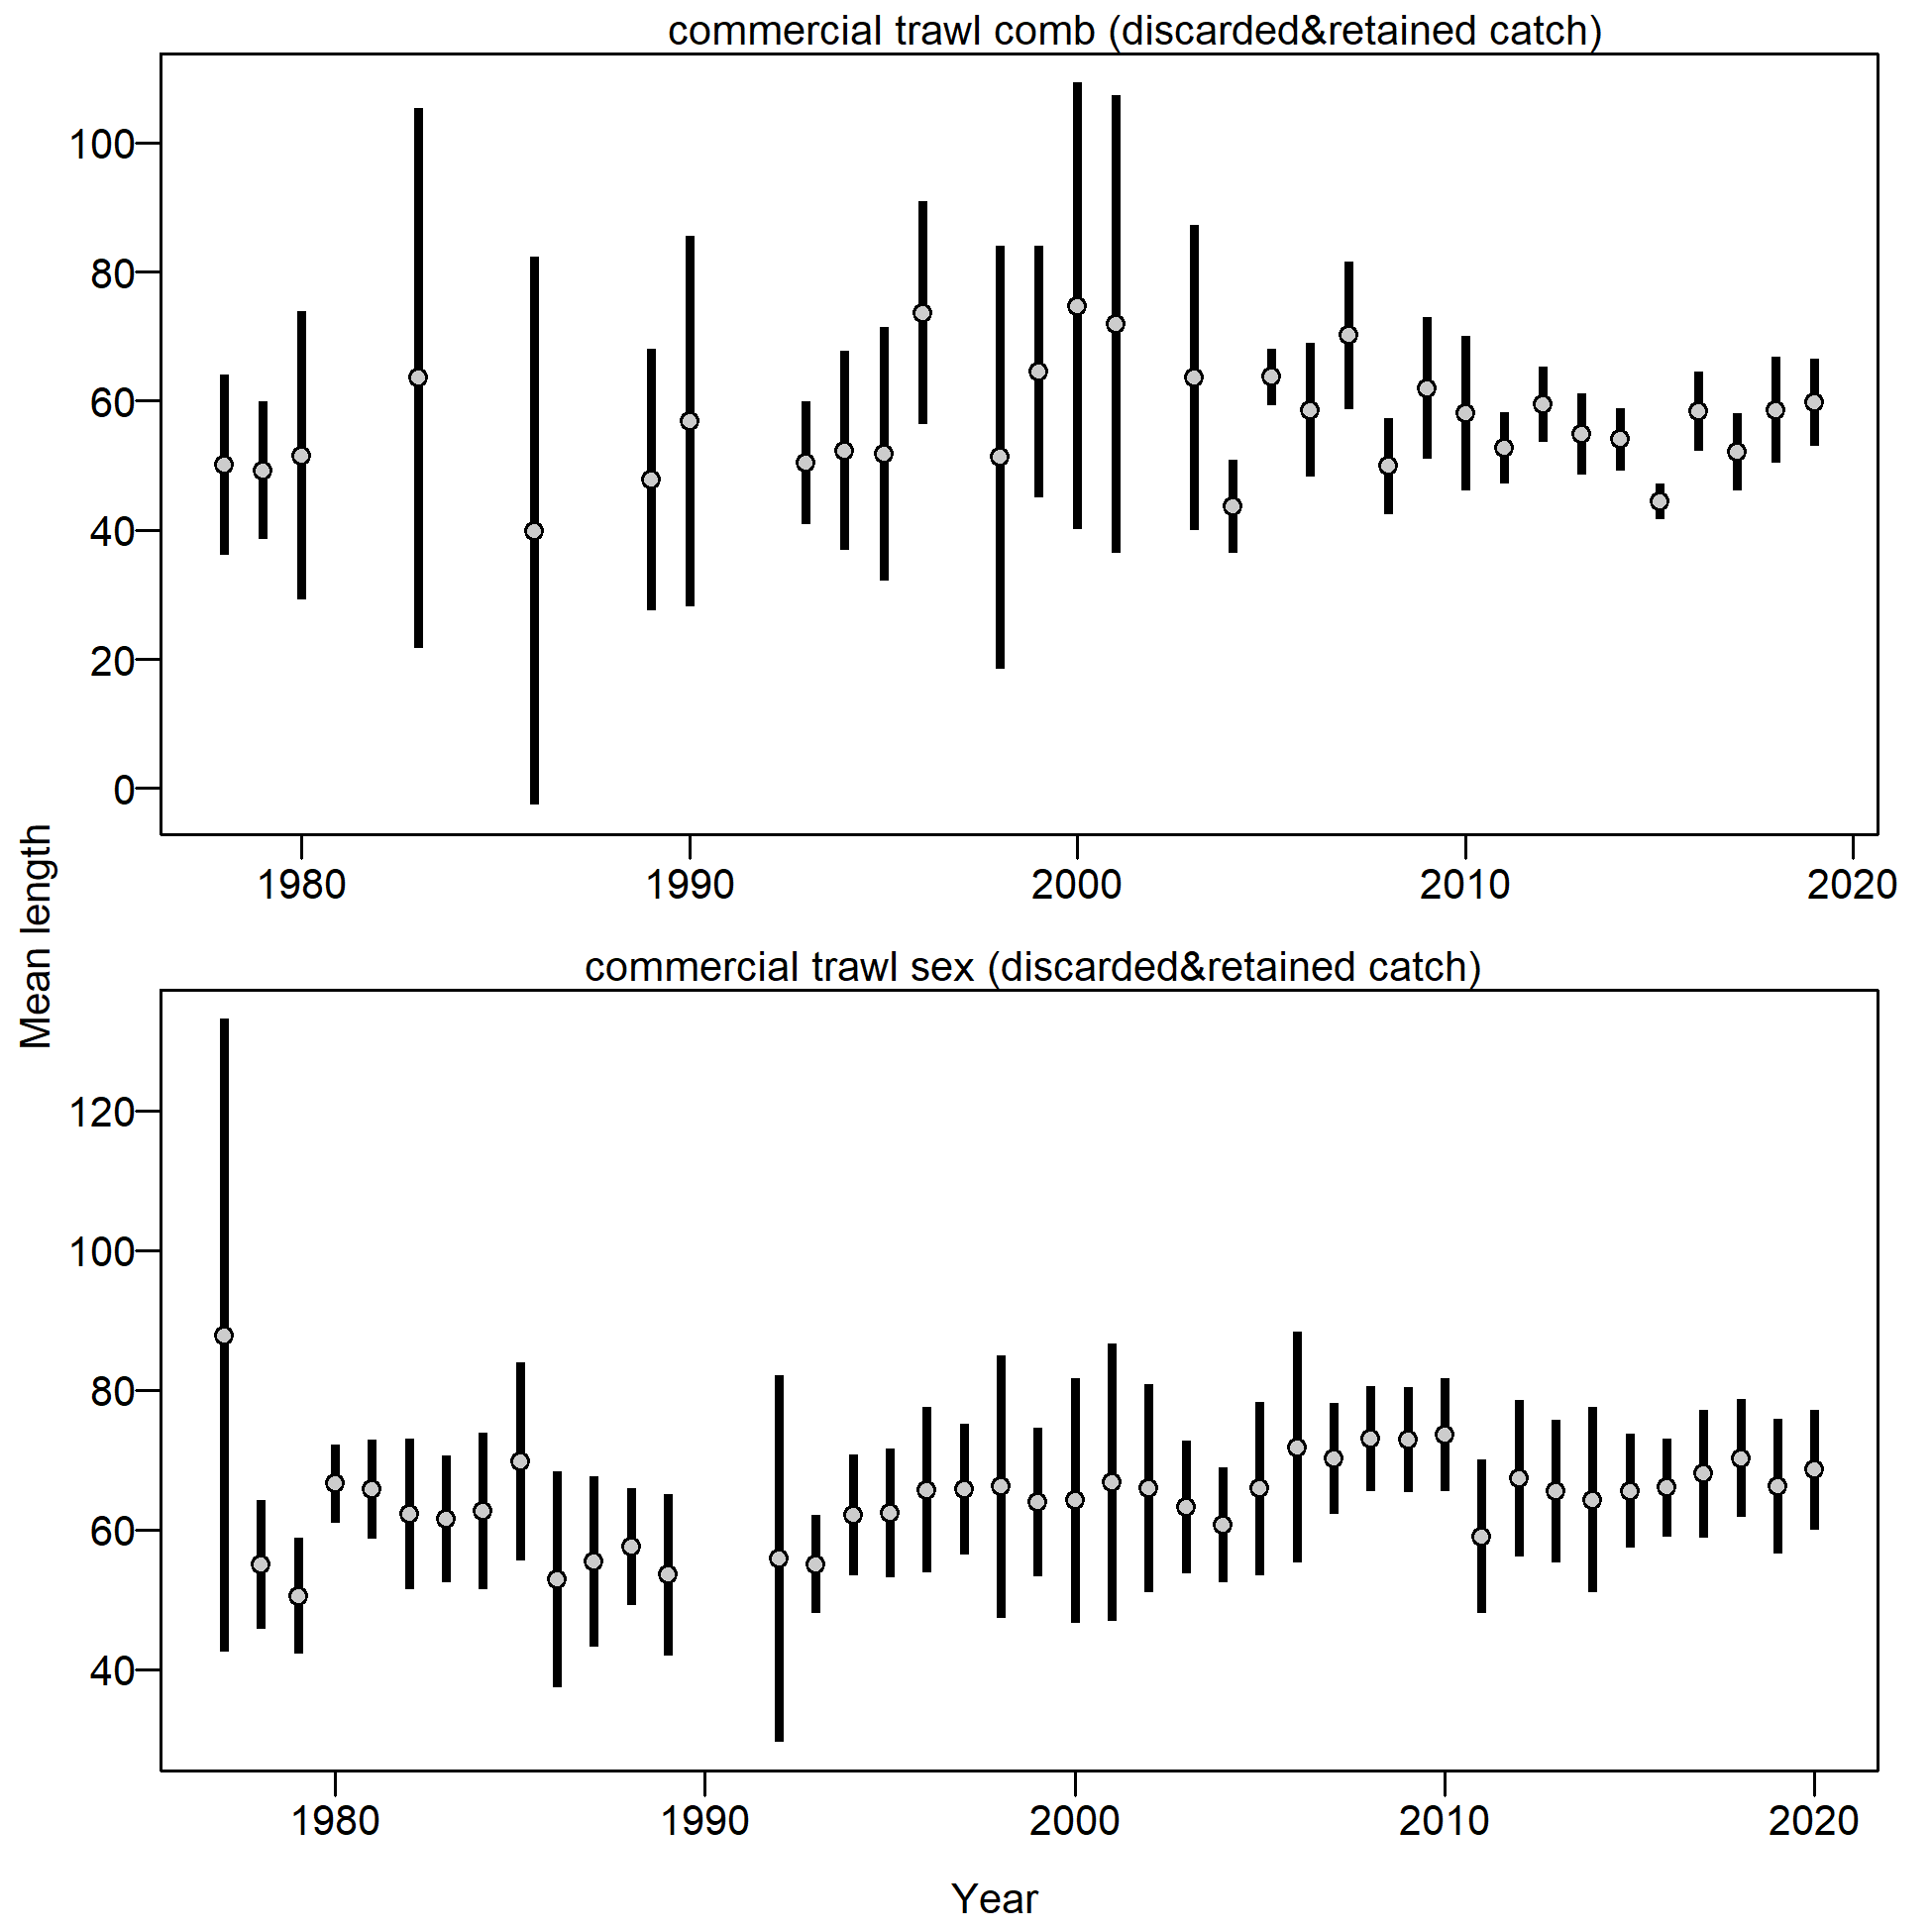 commercial trawl comb (discarded&retained catch)
100
80
60
40
20
0
1980 1990 2000 2010 2020
Mean length
commercial trawl sex (discarded&retained catch)
120
100
80
60
40
1980 1990 2000 2010 2020
Year